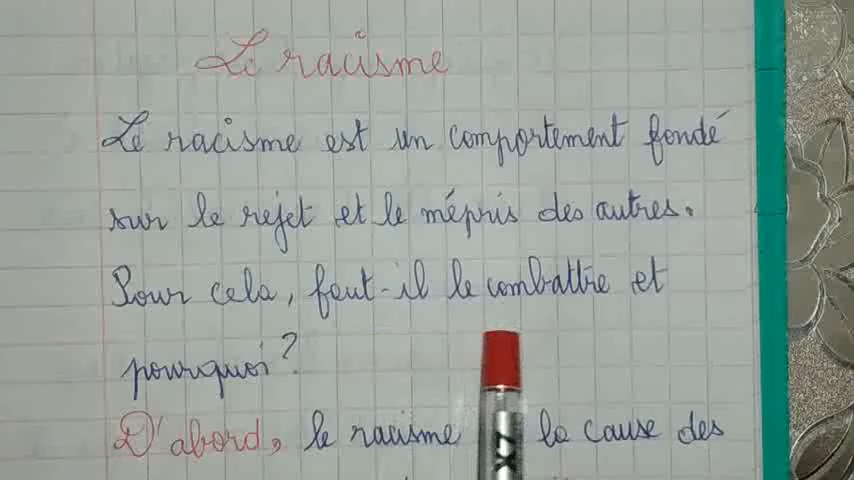 Le racisme
Le racisme est un comportement fondé
sur le rejet et le mépris des autres.
Pour cela, faut-il le combattre et
pourquoi?
D'abord, le racisme la cause des
X7